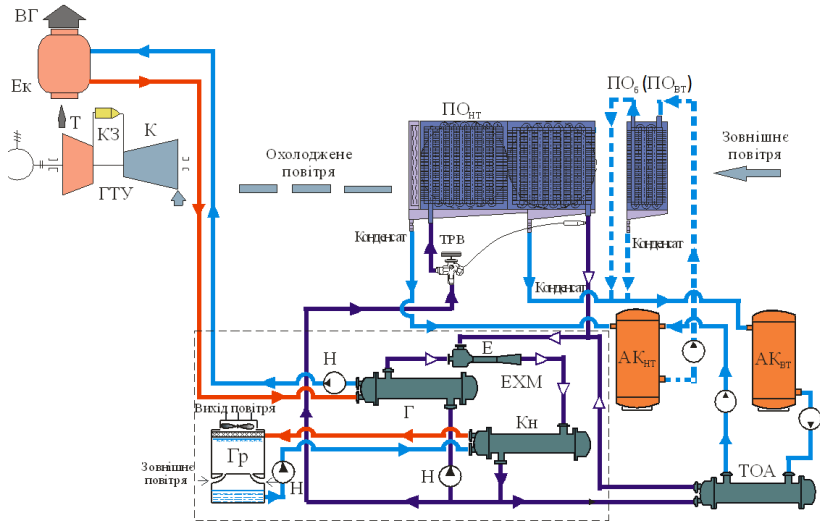 ВГ
Ек
Т
КЗ
К
ГТУ
Охолоджене
повітря
ПОНТ
ПОб (ПОВТ)
Зовнішнє
повітря
Конденсат
ТРВ
Конденсат
Конденсат
АКНТ
АКВТ
Н
Е
ЕХМ
Г
Вихід повітря
Кн
Гр
Зовнішнє
повітря
Н
Н
ТОА